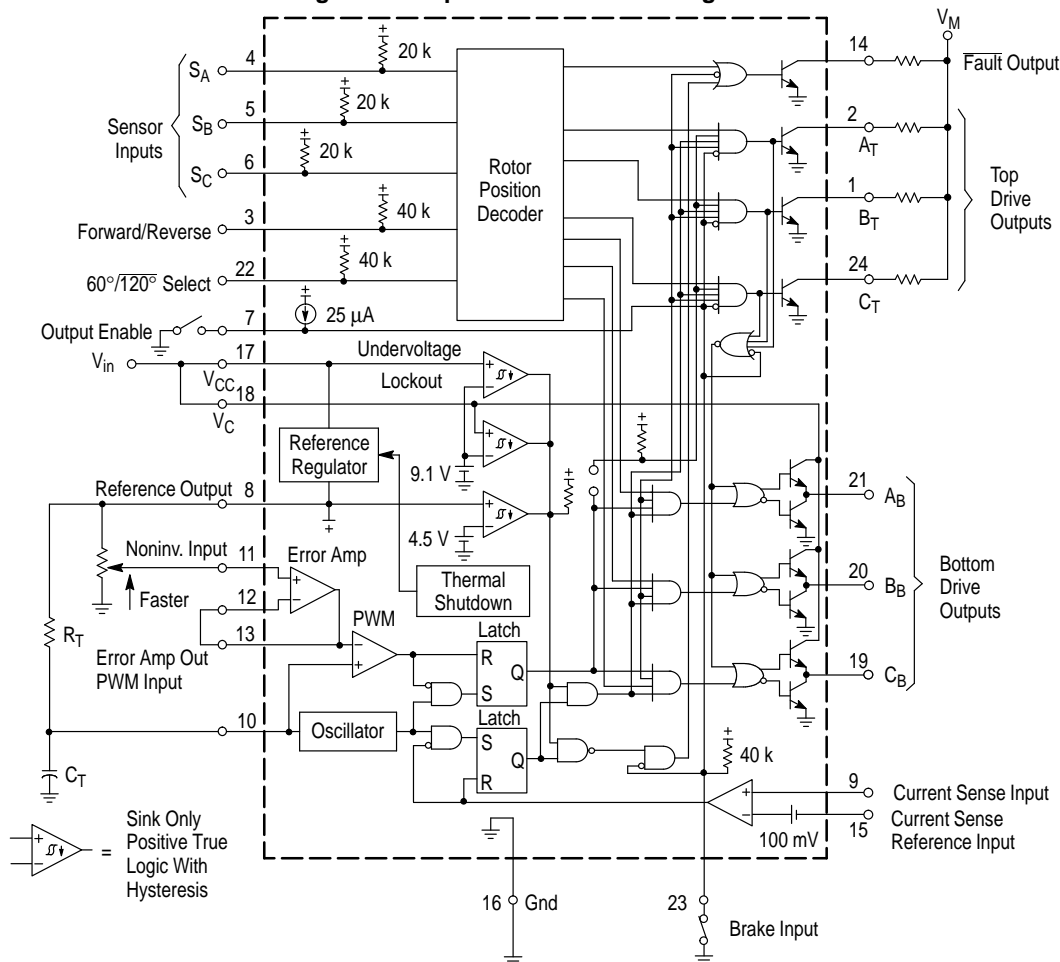 V_M
14
Fault Output
4
S_A
20 k
5
S_B
20 k
Sensor
Inputs
6
S_C
20 k
Rotor
Position
Decoder
2
A_T
1
B_T
Top
Drive
Outputs
3
Forward/Reverse
40 k
22
60°/120° Select
40 k
24
C_T
7
Output Enable
25 µA
V_in
17
V_CC
Undervoltage
Lockout
18
V_C
Reference
Regulator
9.1 V
Reference Output
8
4.5 V
21
A_B
Noninv. Input
11
Error Amp
Faster
12
Thermal
Shutdown
20
B_B
Bottom
Drive
Outputs
R_T
13
PWM
Error Amp Out
PWM Input
Latch
R
Q
S
19
C_B
10
Oscillator
Latch
S
Q
R
40 k
C_T
9
Current Sense Input
15
Current Sense
Reference Input
100 mV
=
Sink Only
Positive True
Logic With
Hysteresis
16
Gnd
23
Brake Input